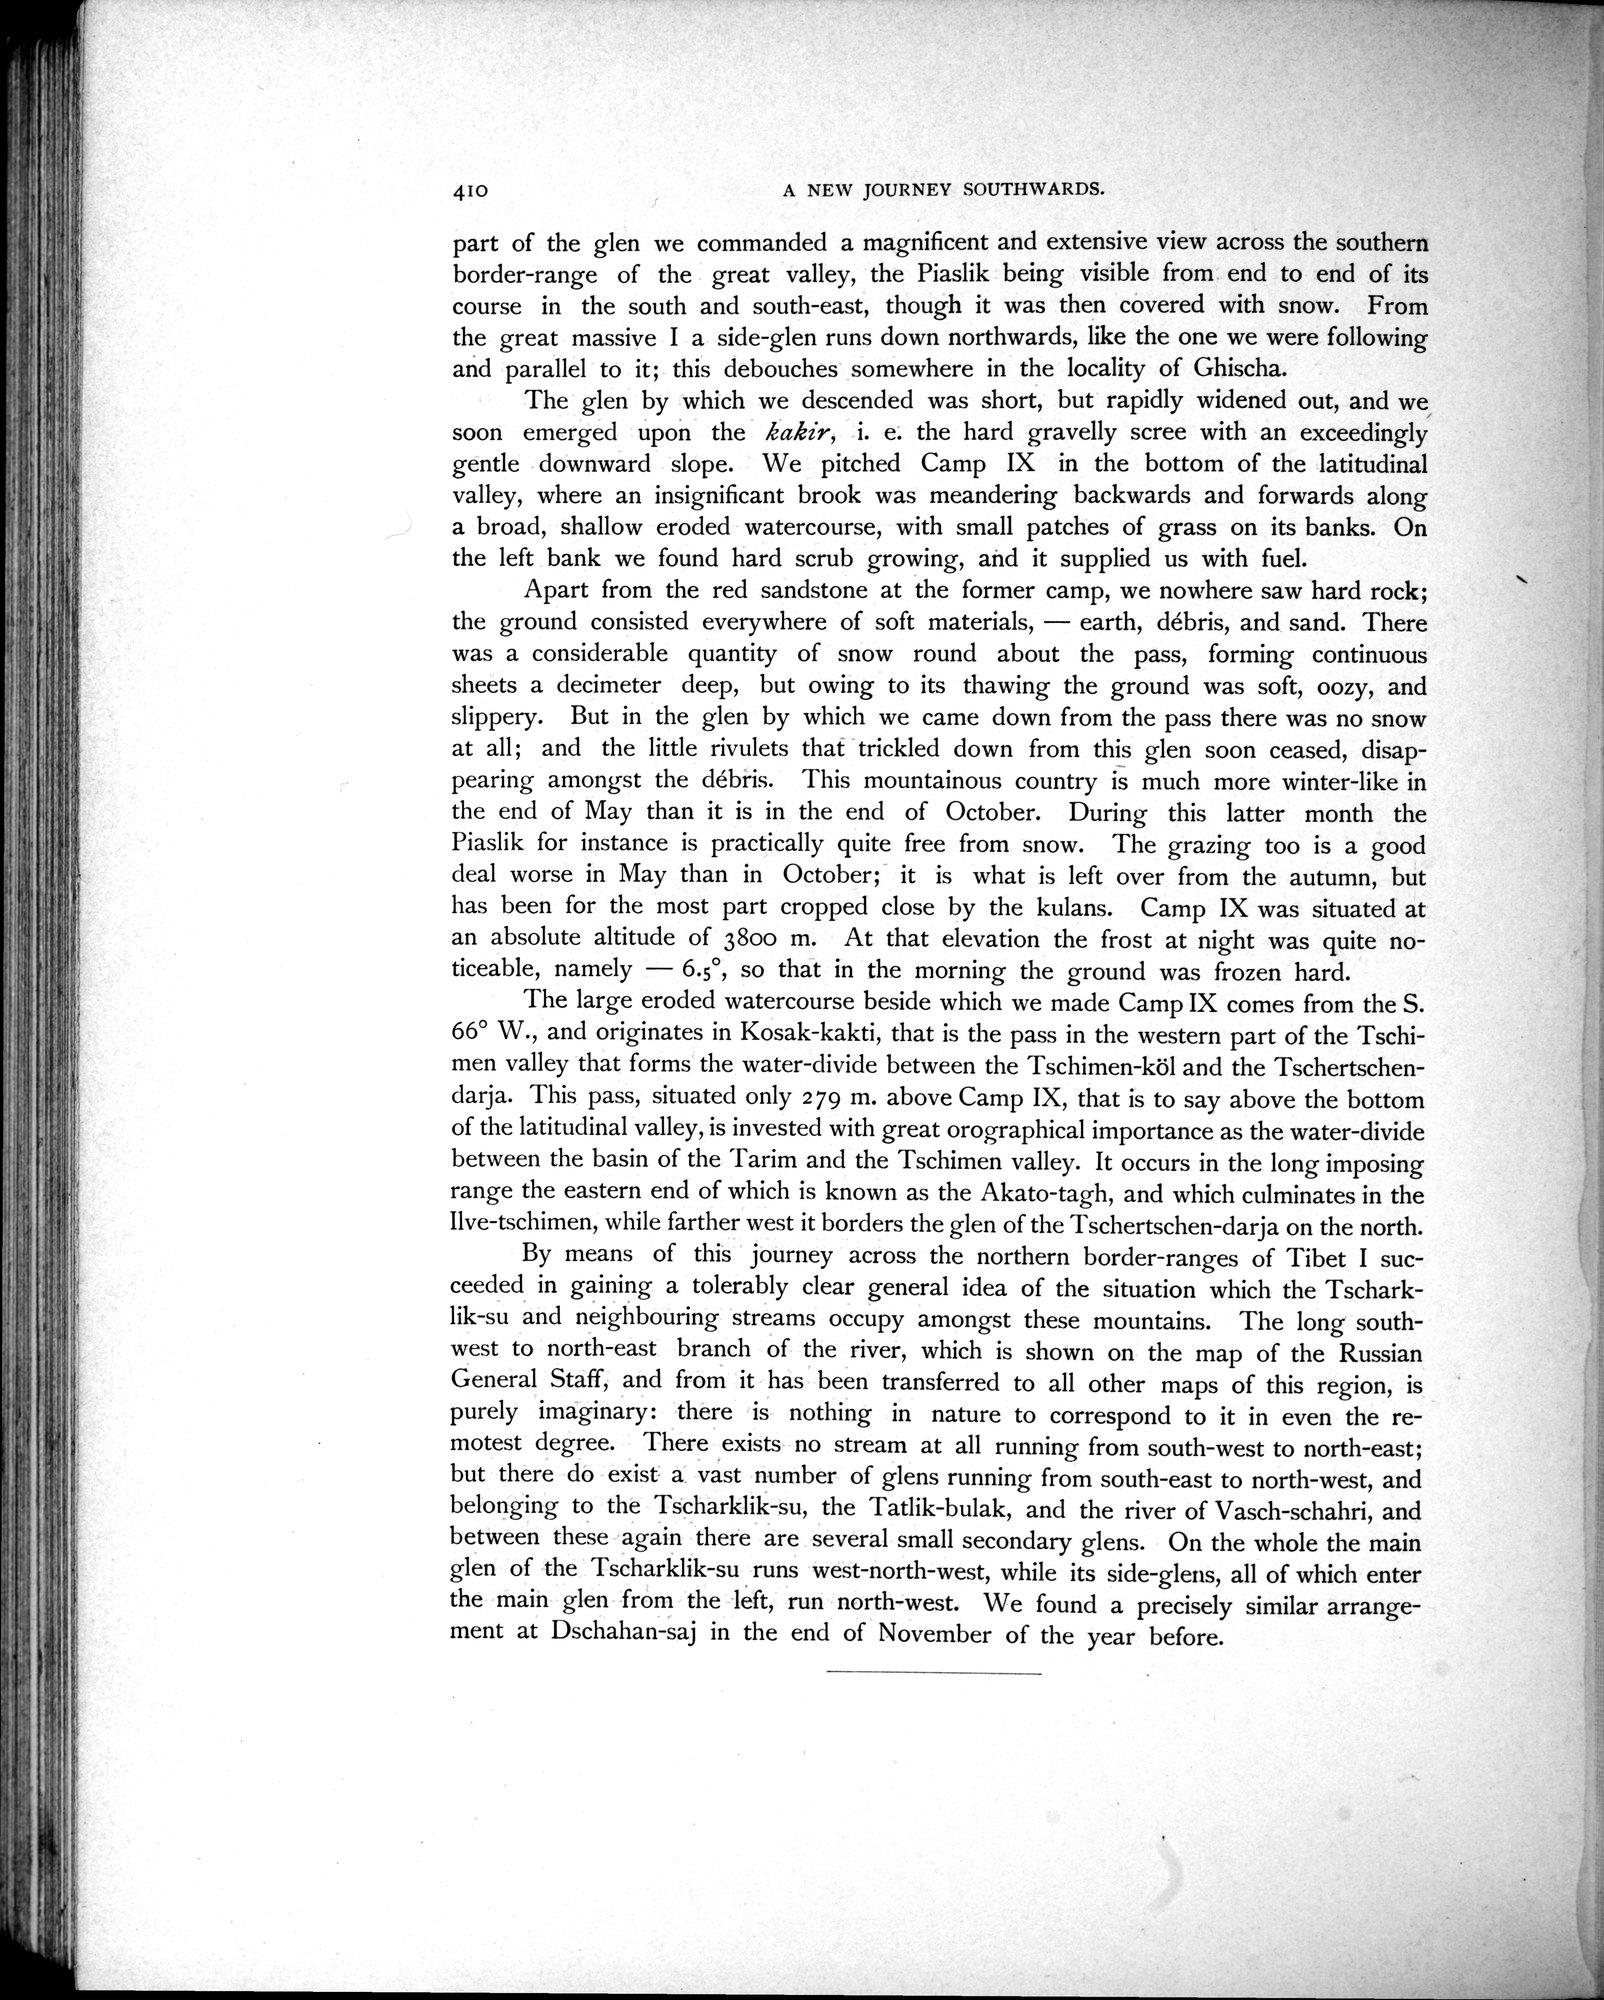 410 A NEW JOURNEY SOUTHWARDS.
part of the glen we commanded a magnificent and extensive view across the southern
border-range of the great valley, the Piaslik being visible from end to end of its
course in the south and south-east, though it was then covered with snow. From
the great massive I a side-glen runs down northwards, like the one we were following
and parallel to it; this debouches somewhere in the locality of Ghischa.
The glen by which we descended was short, but rapidly widened out, and we
soon emerged upon the kakir, i. e. the hard gravelly scree with an exceedingly
gentle downward slope. We pitched Camp IX in the bottom of the latitudinal
valley, where an insignificant brook was meandering backwards and forwards along
a broad, shallow eroded watercourse, with small patches of grass on its banks. On
the left bank we found hard scrub growing, and it supplied us with fuel.
Apart from the red sandstone at the former camp, we nowhere saw hard rock;
the ground consisted everywhere of soft materials, — earth, débris, and sand. There
was a considerable quantity of snow round about the pass, forming continuous
sheets a decimeter deep, but owing to its thawing the ground was soft, oozy, and
slippery. But in the glen by which we came down from the pass there was no snow
at all; and the little rivulets that trickled down from this glen soon ceased, disap-
pearing amongst the débris. This mountainous country is much more winter-like in
the end of May than it is in the end of October. During this latter month the
Piaslik for instance is practically quite free from snow. The grazing too is a good
deal worse in May than in October; it is what is left over from the autumn, but
has been for the most part cropped close by the kulans. Camp IX was situated at
an absolute altitude of 3800 m. At that elevation the frost at night was quite no-
ticeable, namely — 6.5°, so that in the morning the ground was frozen hard.
The large eroded watercourse beside which we made Camp IX comes from the S.
66° W., and originates in Kosak-kakti, that is the pass in the western part of the Tschi-
men valley that forms the water-divide between the Tschimen-köl and the Tschertschen-
darja. This pass, situated only 279 m. above Camp IX, that is to say above the bottom
of the latitudinal valley, is invested with great orographical importance as the water-divide
between the basin of the Tarim and the Tschimen valley. It occurs in the long imposing
range the eastern end of which is known as the Akato-tagh, and which culminates in the
Ilve-tschimen, while farther west it borders the glen of the Tschertschen-darja on the north.
By means of this journey across the northern border-ranges of Tibet I suc-
ceeded in gaining a tolerably clear general idea of the situation which the Tschark-
lik-su and neighbouring streams occupy amongst these mountains. The long south-
west to north-east branch of the river, which is shown on the map of the Russian
General Staff, and from it has been transferred to all other maps of this region, is
purely imaginary: there is nothing in nature to correspond to it in even the re-
motest degree. There exists no stream at all running from south-west to north-east;
but there do exist a vast number of glens running from south-east to north-west, and
belonging to the Tscharklik-su, the Tatlik-bulak, and the river of Vasch-schahri, and
between these again there are several small secondary glens. On the whole the main
glen of the Tscharklik-su runs west-north-west, while its side-glens, all of which enter
the main glen from the left, run north-west. We found a precisely similar arrange-
ment at Dschahan-saj in the end of November of the year before.